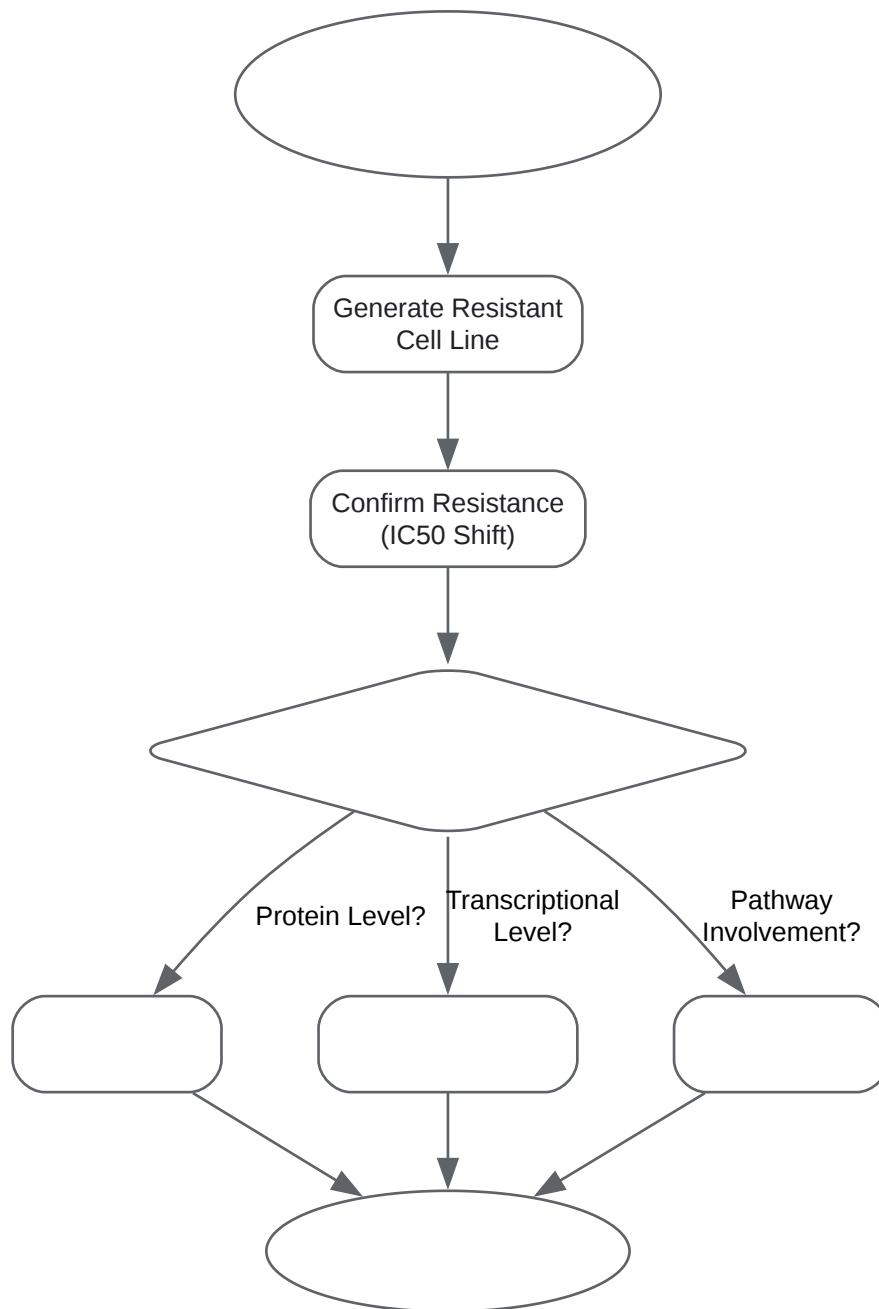 Generate Resistant
Cell Line
Confirm Resistance
(IC50 Shift)
Protein Level?
Transcriptional
Level?
Pathway
Involvement?